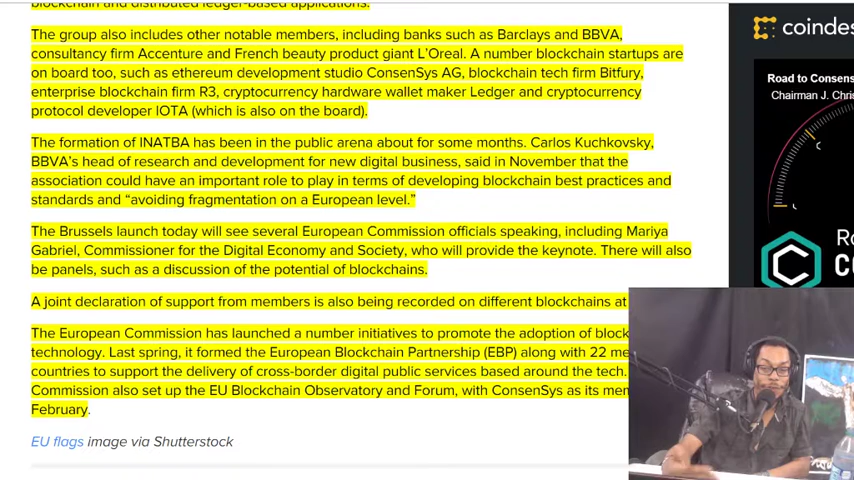 blockchain and distributed ledger-based applications.
The group also includes other notable members, including banks such as Barclays and BBVA,
consultancy firm Accenture and French beauty product giant L'Oreal. A number blockchain startups are
on board too, such as ethereum development studio ConsenSys AG, blockchain tech firm Bitfury,
enterprise blockchain firm R3, cryptocurrency hardware wallet maker Ledger and cryptocurrency
protocol developer IOTA (which is also on the board).
The formation of INATBA has been in the public arena about for some months. Carlos Kuchkovsky,
BBVA's head of research and development for new digital business, said in November that the
association could have an important role to play in terms of developing blockchain best practices and
standards and “avoiding fragmentation on a European level.”
The Brussels launch today will see several European Commission officials speaking, including Mariya
Gabriel, Commissioner for the Digital Economy and Society, who will provide the keynote. There will also
be panels, such as a discussion of the potential of blockchains.
A joint declaration of support from members is also being recorded on different blockchains at
The European Commission has launched a number initiatives to promote the adoption of block
technology. Last spring, it formed the European Blockchain Partnership (EBP) along with 22 me
countries to support the delivery of cross-border digital public services based around the tech.
Commission also set up the EU Blockchain Observatory and Forum, with ConsenSys as its men
February.
EU flags image via Shutterstock
coindes
Road to Consens
Chairman J. Chris
Ro
CO